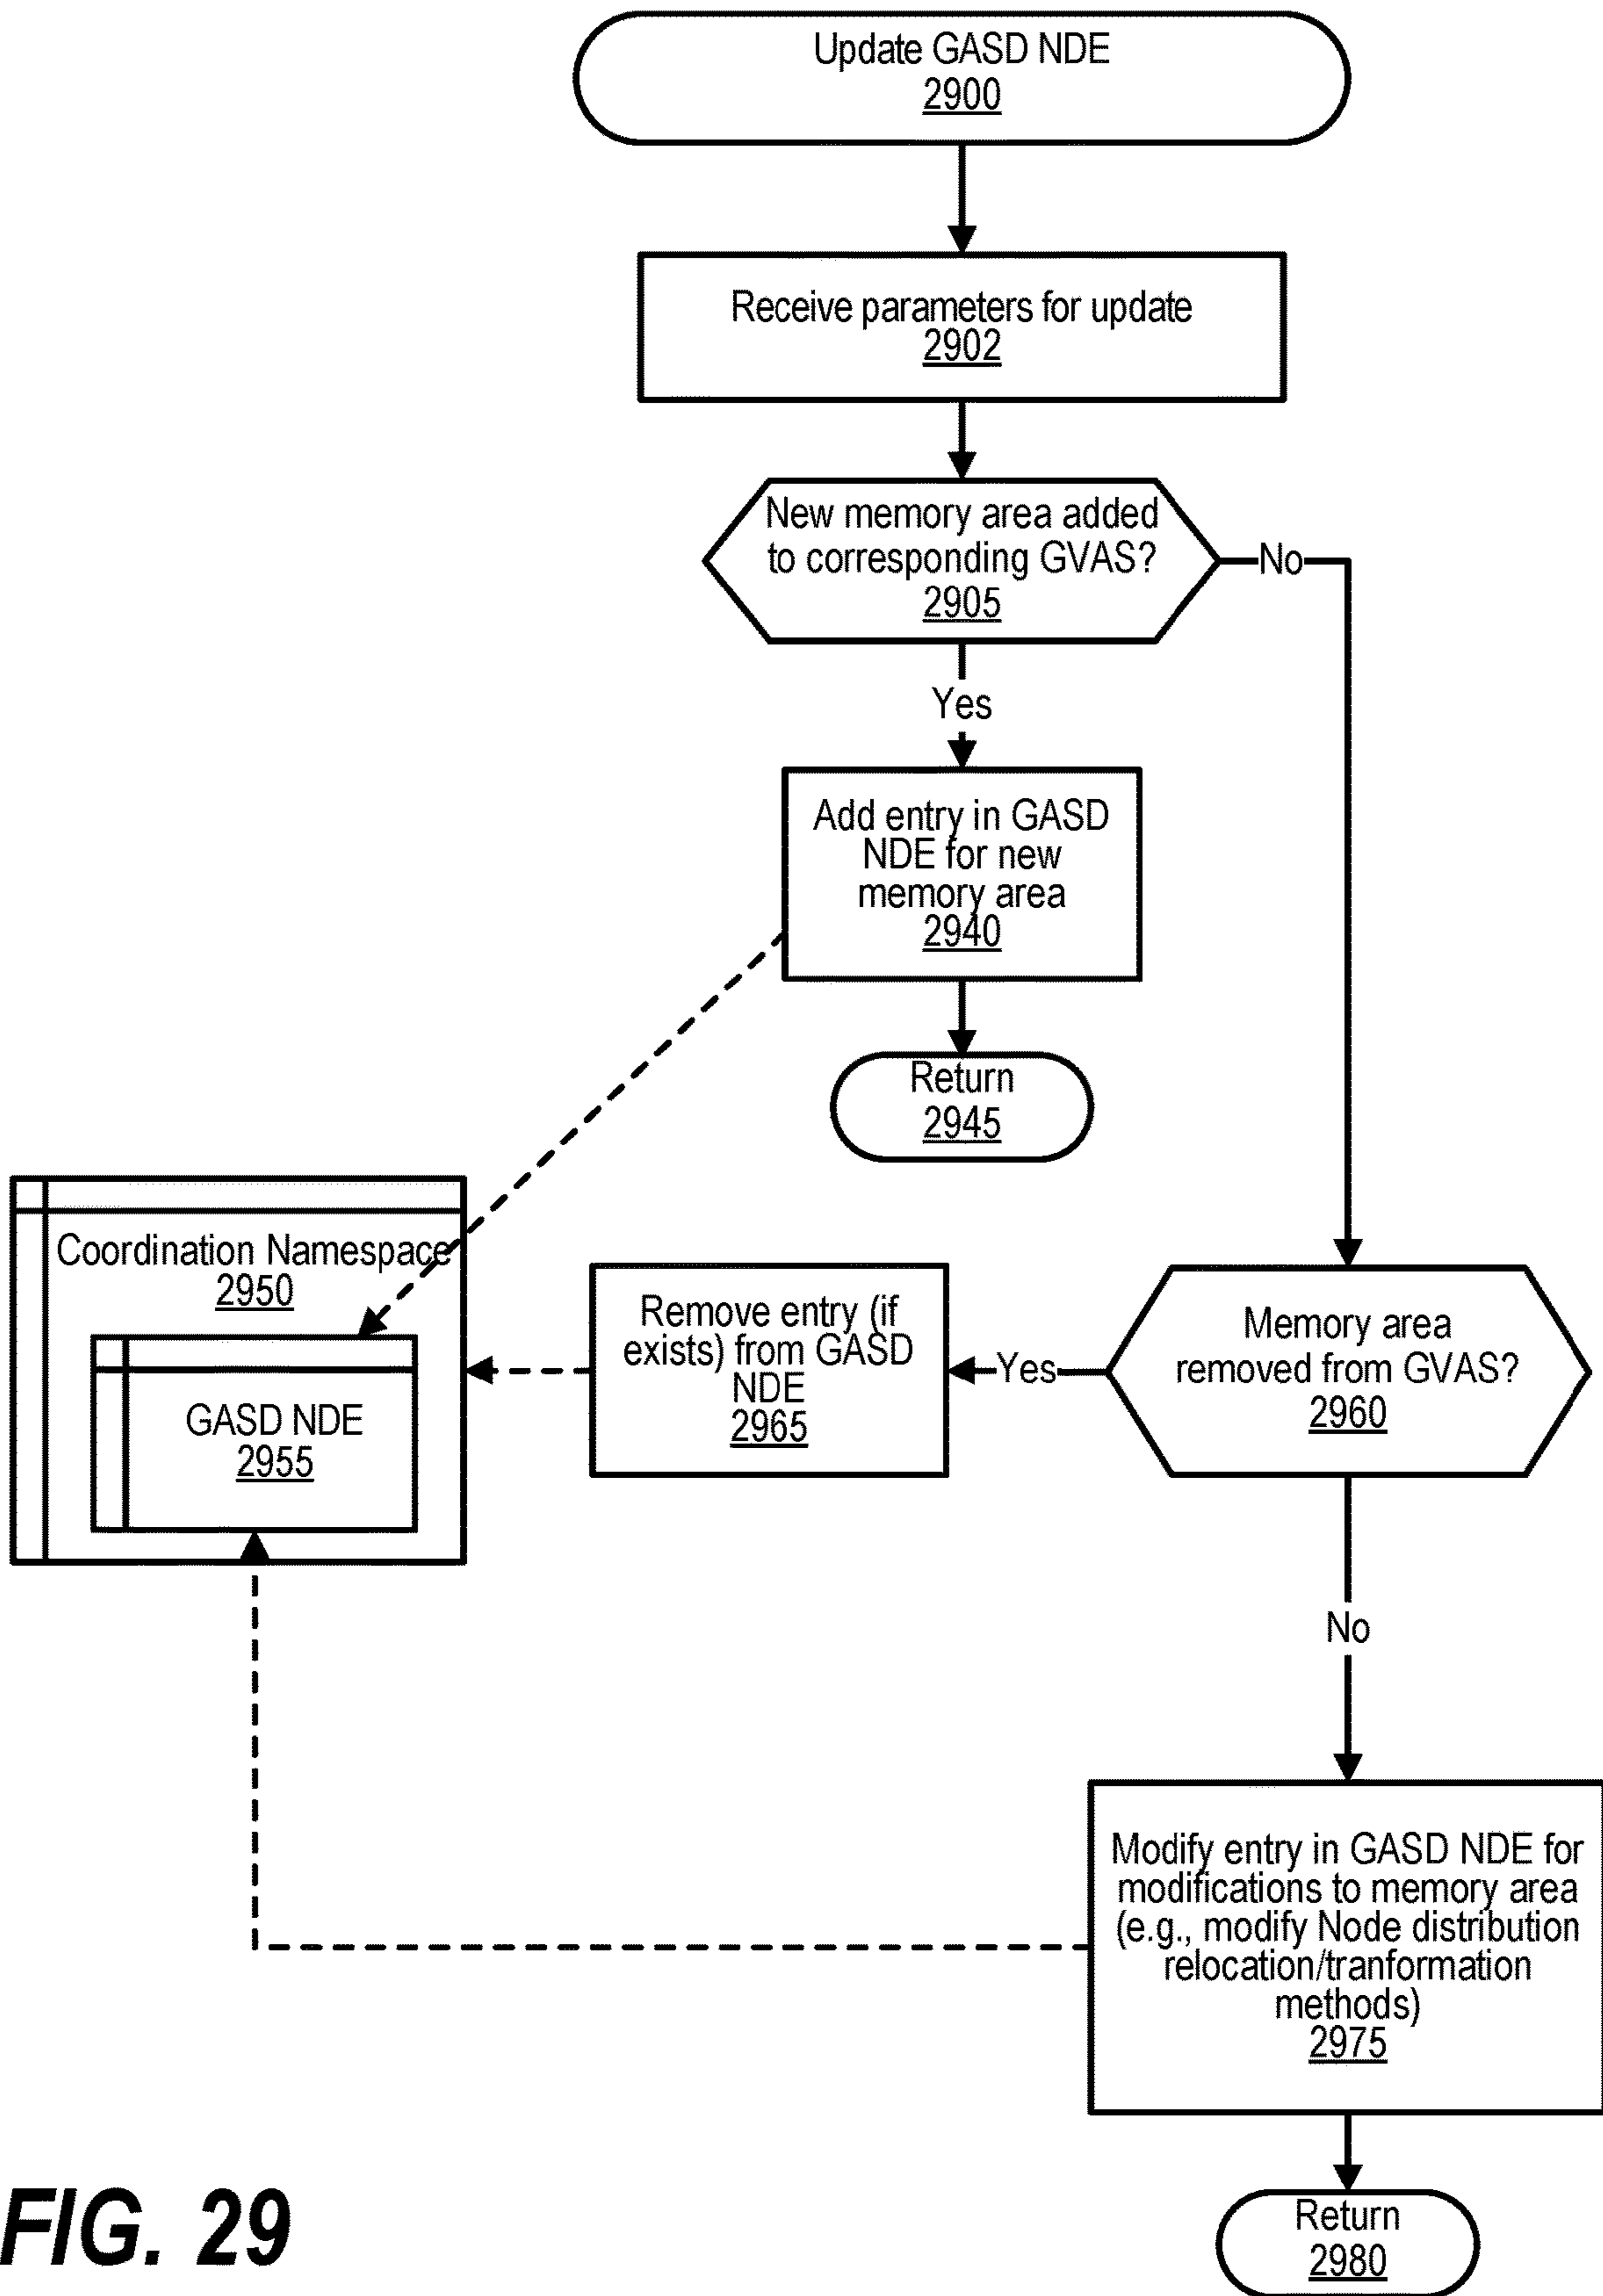 Update GASD NDE
2900
Receive parameters for update
2902
New memory area added
to corresponding GVAS?
2905
No
Yes
Add entry in GASD
NDE for new
memory area
2940
Return
2945
Coordination Namespace
2950
GASD NDE
2955
Remove entry (if
exists) from GASD
NDE
2965
Yes
Memory area
removed from GVAS?
2960
No
Modify entry in GASD NDE for
modifications to memory area
(e.g., modify Node distribution
relocation/tranformation
methods)
2975
Return
2980
FIG. 29